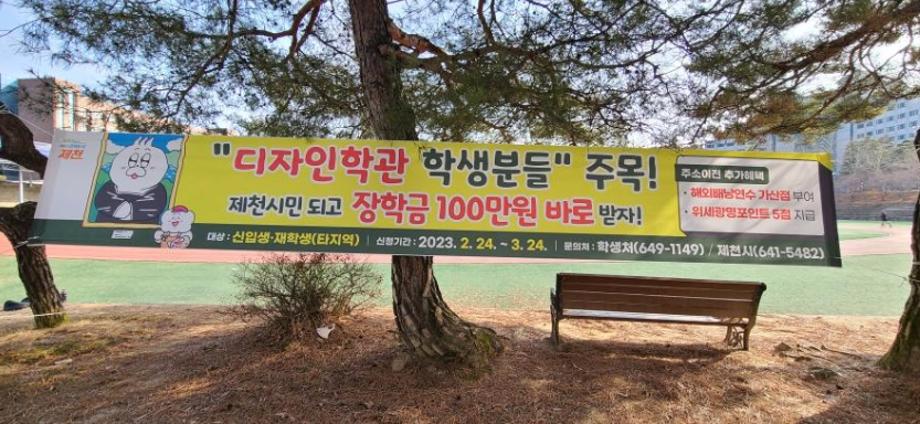 제천
"디자인학관 학생분들" 주목!
제천시민 되고 장학금 100만원 바로 받자!
대상 : 신입생·재학생(타지역) | 신청기간 : 2023. 2. 24. ~ 3. 24. | 문의처 : 학생처(649-1149) / 제천시(641-5482)
주소이전 추가혜택
· 해외배낭연수 가산점 부여
· 위세광명포인트 5점 지급